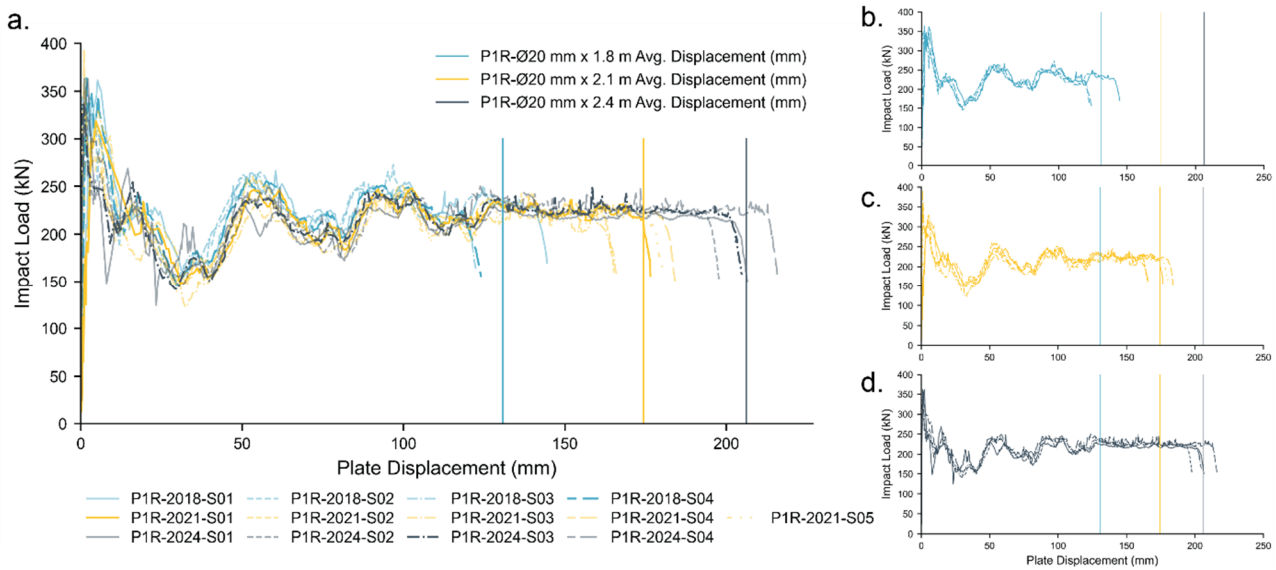 a.
400
350
300
250
200
150
100
50
0
Impact Load (kN)
P1R-Ø20 mm x 1.8 m Avg. Displacement (mm)
P1R-Ø20 mm x 2.1 m Avg. Displacement (mm)
P1R-Ø20 mm x 2.4 m Avg. Displacement (mm)
0 50 100 150 200
Plate Displacement (mm)
P1R-2018-S01 P1R-2018-S02 P1R-2018-S03 P1R-2018-S04
P1R-2021-S01 P1R-2021-S02 P1R-2021-S03 P1R-2021-S04 P1R-2021-S05
P1R-2024-S01 P1R-2024-S02 P1R-2024-S03 P1R-2024-S04
b.
400
350
300
250
200
150
100
50
0
Impact Load (kN)
0 50 100 150 200 250
c.
400
350
300
250
200
150
100
50
0
Impact Load (kN)
0 50 100 150 200 250
d.
400
350
300
250
200
150
100
50
0
Impact Load (kN)
0 50 100 150 200 250
Plate Displacement (mm)